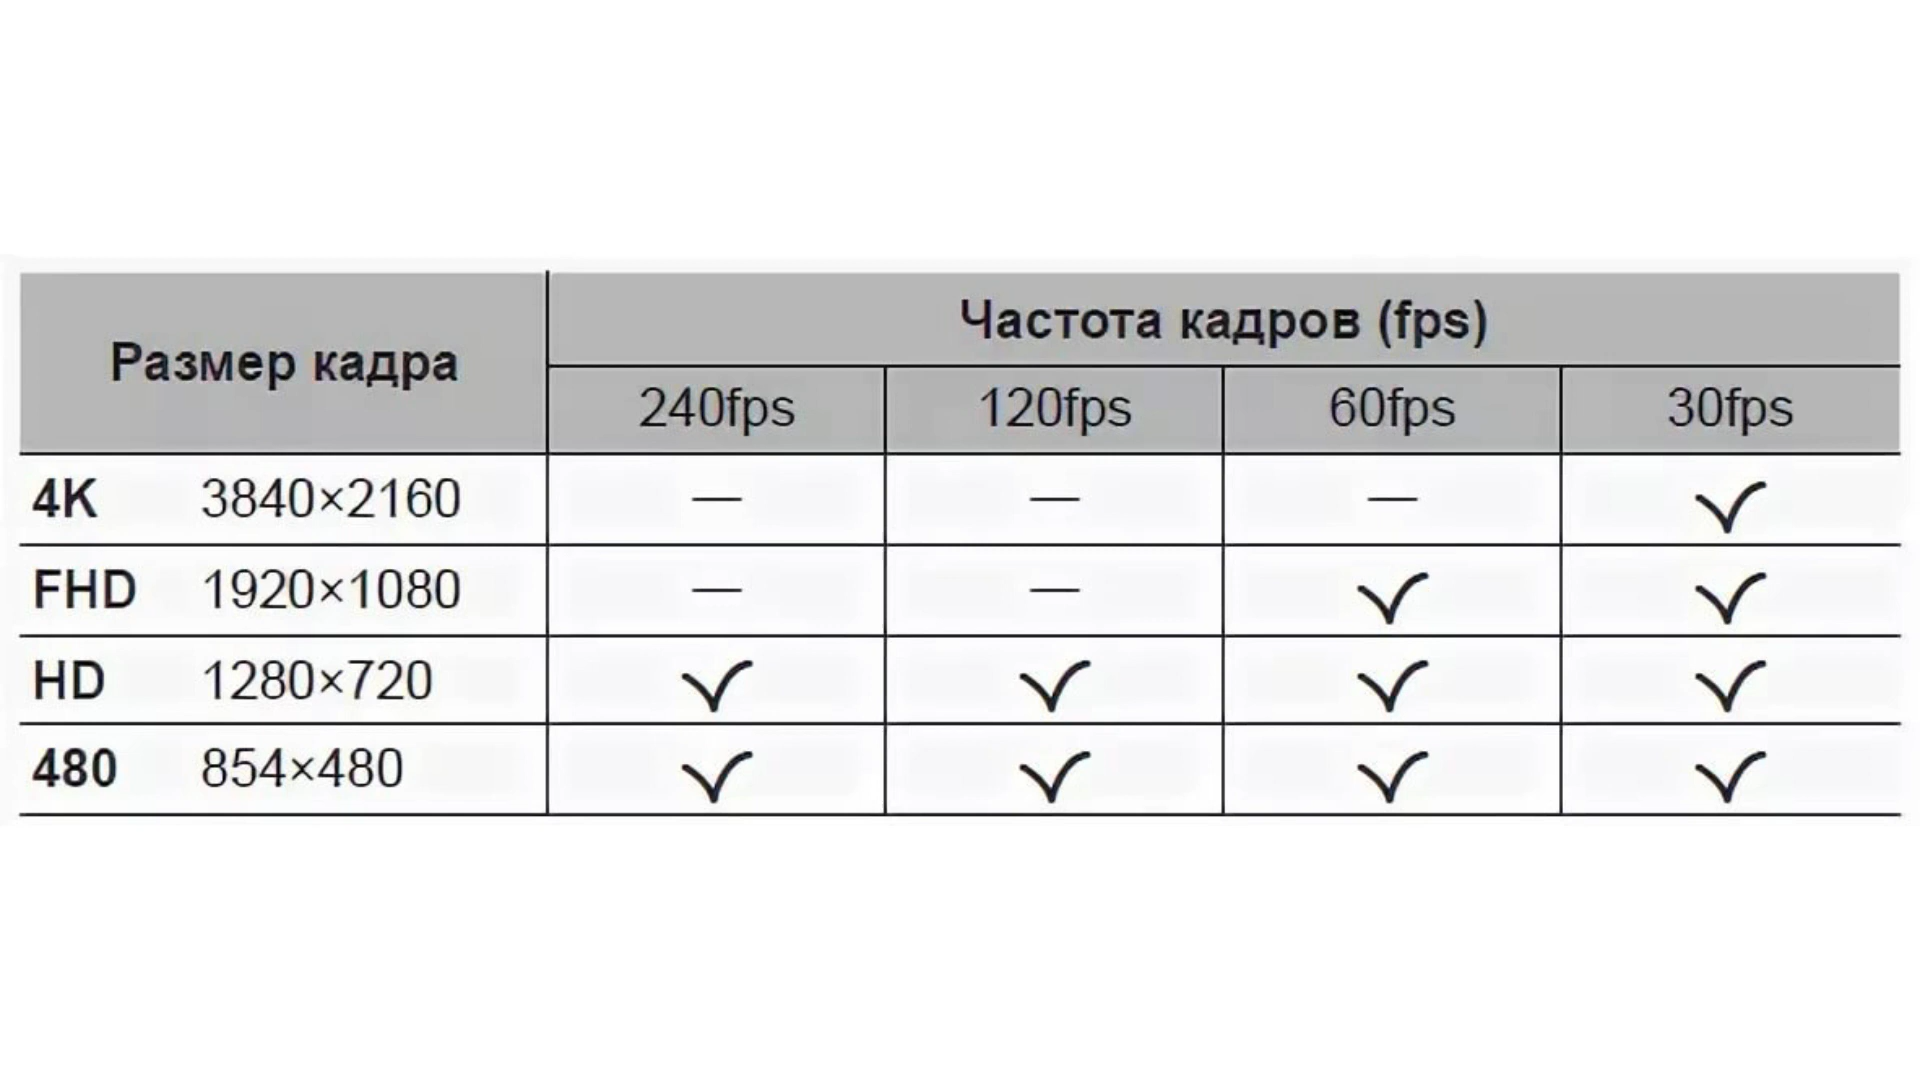 Размер кадра
Частота кадров (fps)
240fps 120fps 60fps 30fps
4K 3840×2160 — — — ✓
FHD 1920×1080 — — ✓ ✓
HD 1280×720 ✓ ✓ ✓ ✓
480 854×480 ✓ ✓ ✓ ✓